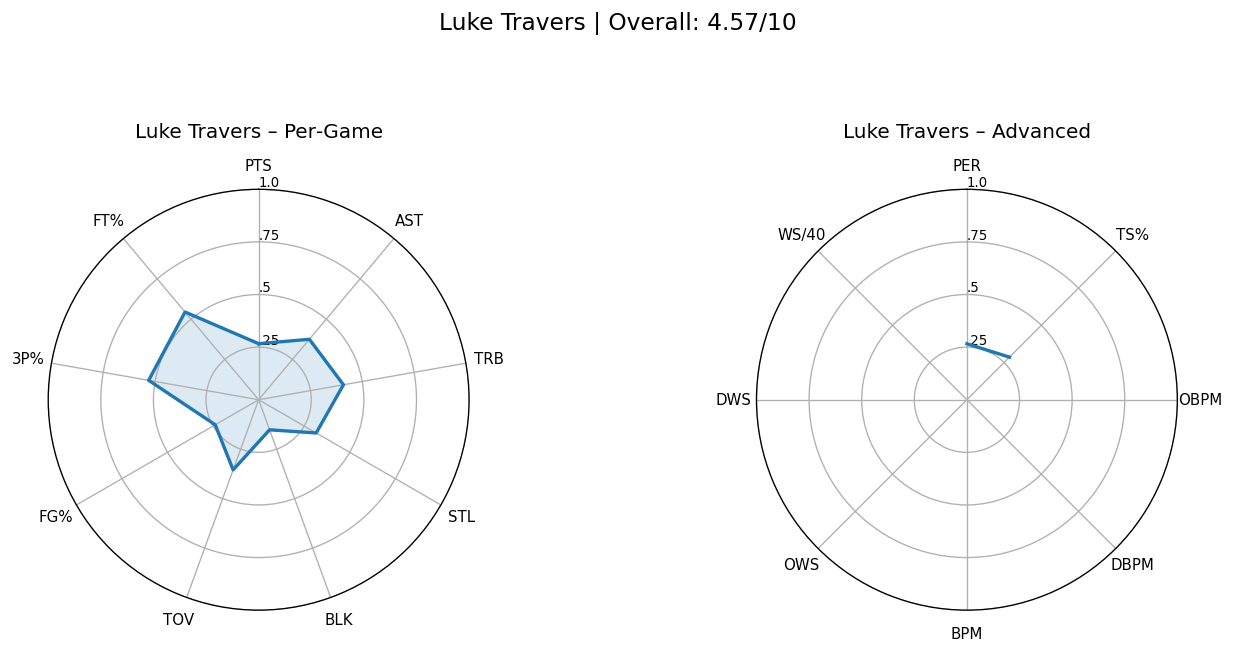 Luke Travers | Overall: 4.57/10
Luke Travers – Per-Game
PTS
1.0
FT%
AST
.75
.5
3P%
.25
TRB
FG%
STL
TOV
BLK
Luke Travers – Advanced
PER
1.0
WS/40
TS%
.75
.5
.25
DWS
OBPM
OWS
DBPM
BPM